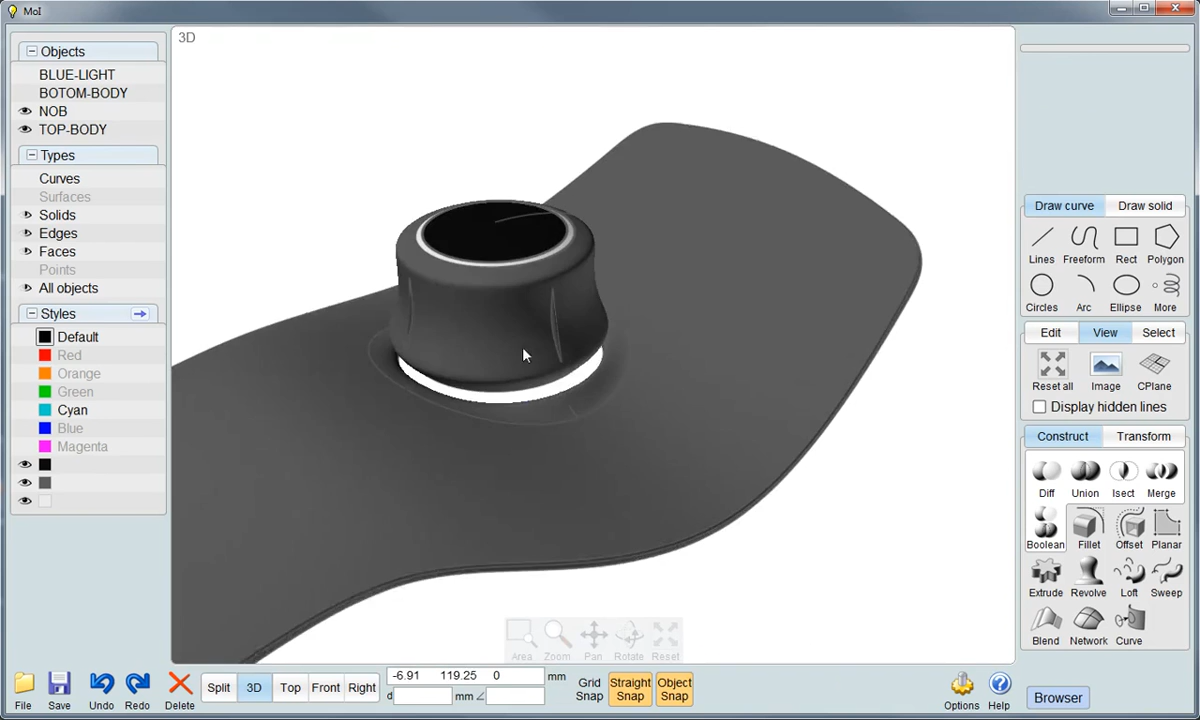 MoI
Objects
BLUE-LIGHT
BOTOM-BODY
NOB
TOP-BODY
Types
Curves
Surfaces
Solids
Edges
Faces
Points
All objects
Styles
Default
Red
Orange
Green
Cyan
Blue
Magenta
3D
Area Zoom Pan Rotate Reset
Draw curve Draw solid
Lines Freeform Rect Polygon
Circles Arc Ellipse More
Edit View Select
Reset all Image CPlane
Display hidden lines
Construct Transform
Diff Union Isect Merge
Boolean Fillet Offset Planar
Extrude Revolve Loft Sweep
Blend Network Curve
File Save Undo Redo Delete
Split 3D Top Front Right
-6.91 119.25 0 mm
d mm
Grid Snap
Straight Snap
Object Snap
Options Help
Browser